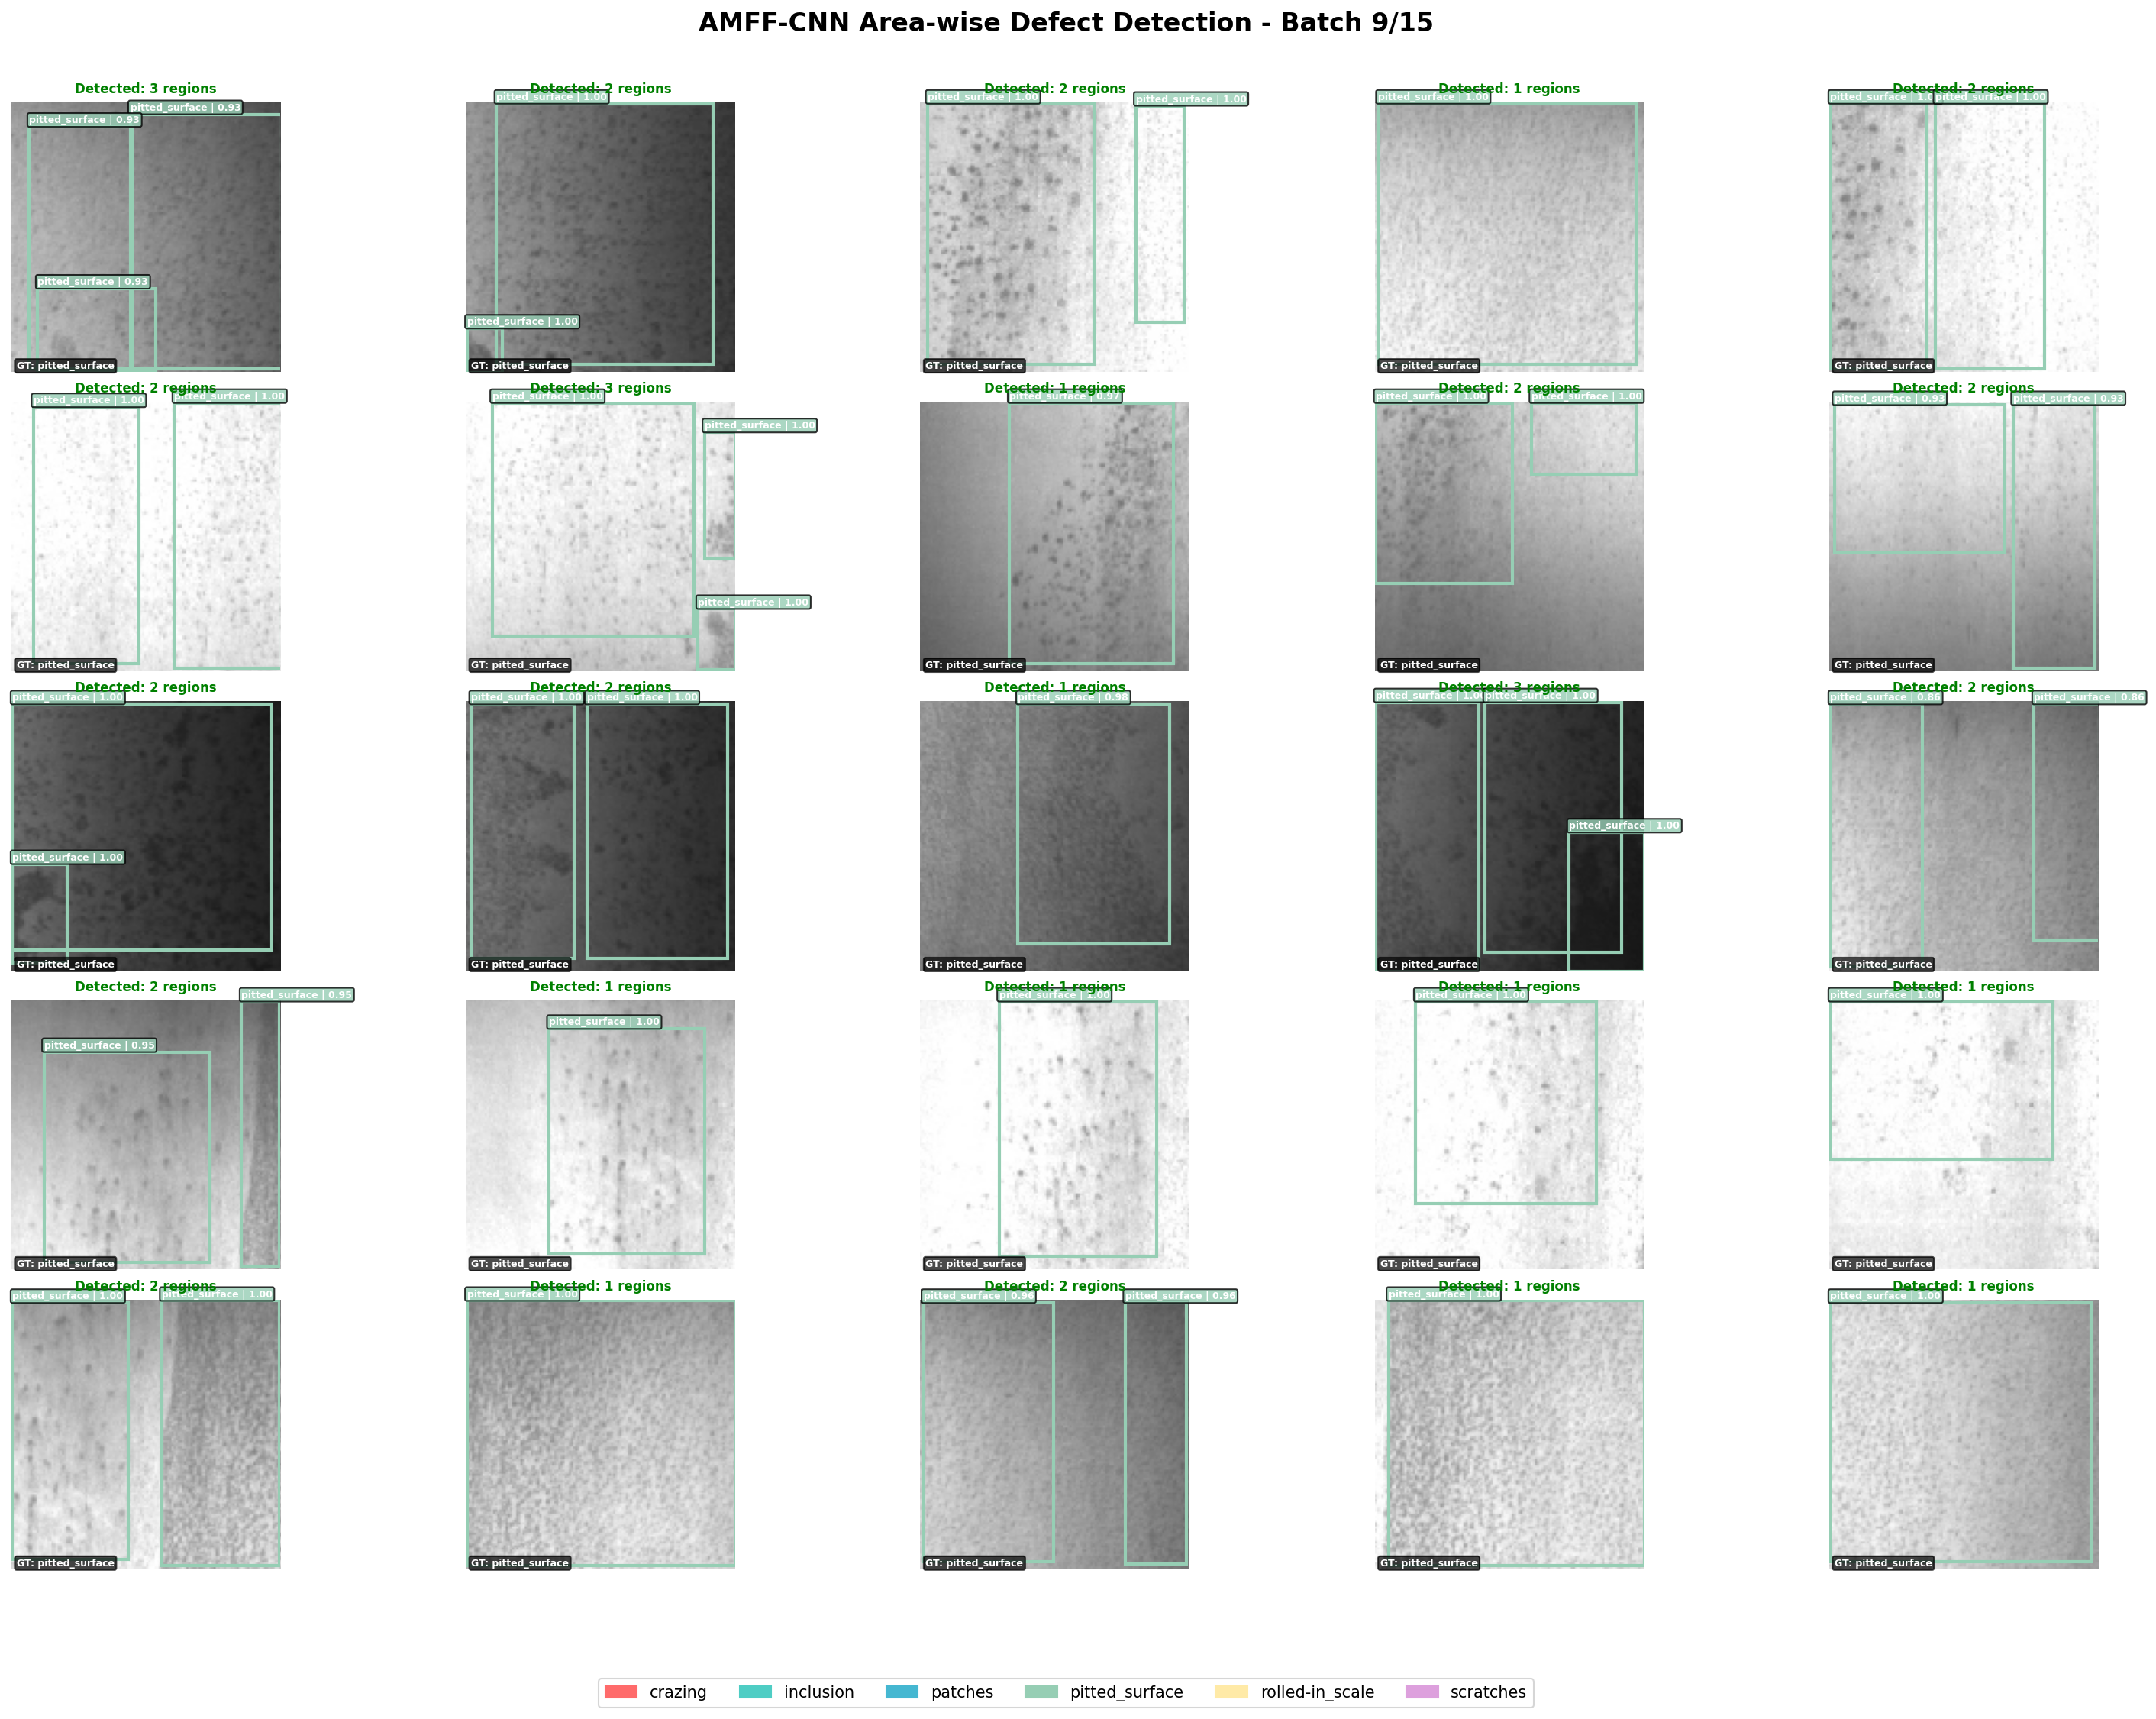 AMFF-CNN Area-wise Defect Detection - Batch 9/15
Detected: 3 regions
pitted_surface | 0.93
pitted_surface | 0.93
pitted_surface | 0.93
GT: pitted_surface
Detected: 2 regions
pitted_surface | 1.00
pitted_surface | 1.00
GT: pitted_surface
Detected: 2 regions
pitted_surface | 1.00
pitted_surface | 1.00
GT: pitted_surface
Detected: 1 regions
pitted_surface | 1.00
GT: pitted_surface
Detected: 2 regions
pitted_surface | 1.0
pitted_surface | 1.00
GT: pitted_surface
Detected: 2 regions
pitted_surface | 1.00
pitted_surface | 1.00
GT: pitted_surface
Detected: 3 regions
pitted_surface | 1.00
pitted_surface | 1.00
pitted_surface | 1.00
GT: pitted_surface
Detected: 1 regions
pitted_surface | 0.97
GT: pitted_surface
Detected: 2 regions
pitted_surface | 1.00
pitted_surface | 1.00
GT: pitted_surface
Detected: 2 regions
pitted_surface | 0.93
pitted_surface | 0.93
GT: pitted_surface
Detected: 2 regions
pitted_surface | 1.00
pitted_surface | 1.00
GT: pitted_surface
Detected: 2 regions
pitted_surface | 1.00
pitted_surface | 1.00
GT: pitted_surface
Detected: 1 regions
pitted_surface | 0.98
GT: pitted_surface
Detected: 3 regions
pitted_surface | 1.0
pitted_surface | 1.00
pitted_surface | 1.00
GT: pitted_surface
Detected: 2 regions
pitted_surface | 0.86
pitted_surface | 0.86
GT: pitted_surface
Detected: 2 regions
pitted_surface | 0.95
pitted_surface | 0.95
GT: pitted_surface
Detected: 1 regions
pitted_surface | 1.00
GT: pitted_surface
Detected: 1 regions
pitted_surface | 1.00
GT: pitted_surface
Detected: 1 regions
pitted_surface | 1.00
GT: pitted_surface
Detected: 1 regions
pitted_surface | 1.00
GT: pitted_surface
Detected: 2 regions
pitted_surface | 1.00
pitted_surface | 1.00
GT: pitted_surface
Detected: 1 regions
pitted_surface | 1.00
GT: pitted_surface
Detected: 2 regions
pitted_surface | 0.96
pitted_surface | 0.96
GT: pitted_surface
Detected: 1 regions
pitted_surface | 1.00
GT: pitted_surface
Detected: 1 regions
pitted_surface | 1.00
GT: pitted_surface
crazing
inclusion
patches
pitted_surface
rolled-in_scale
scratches